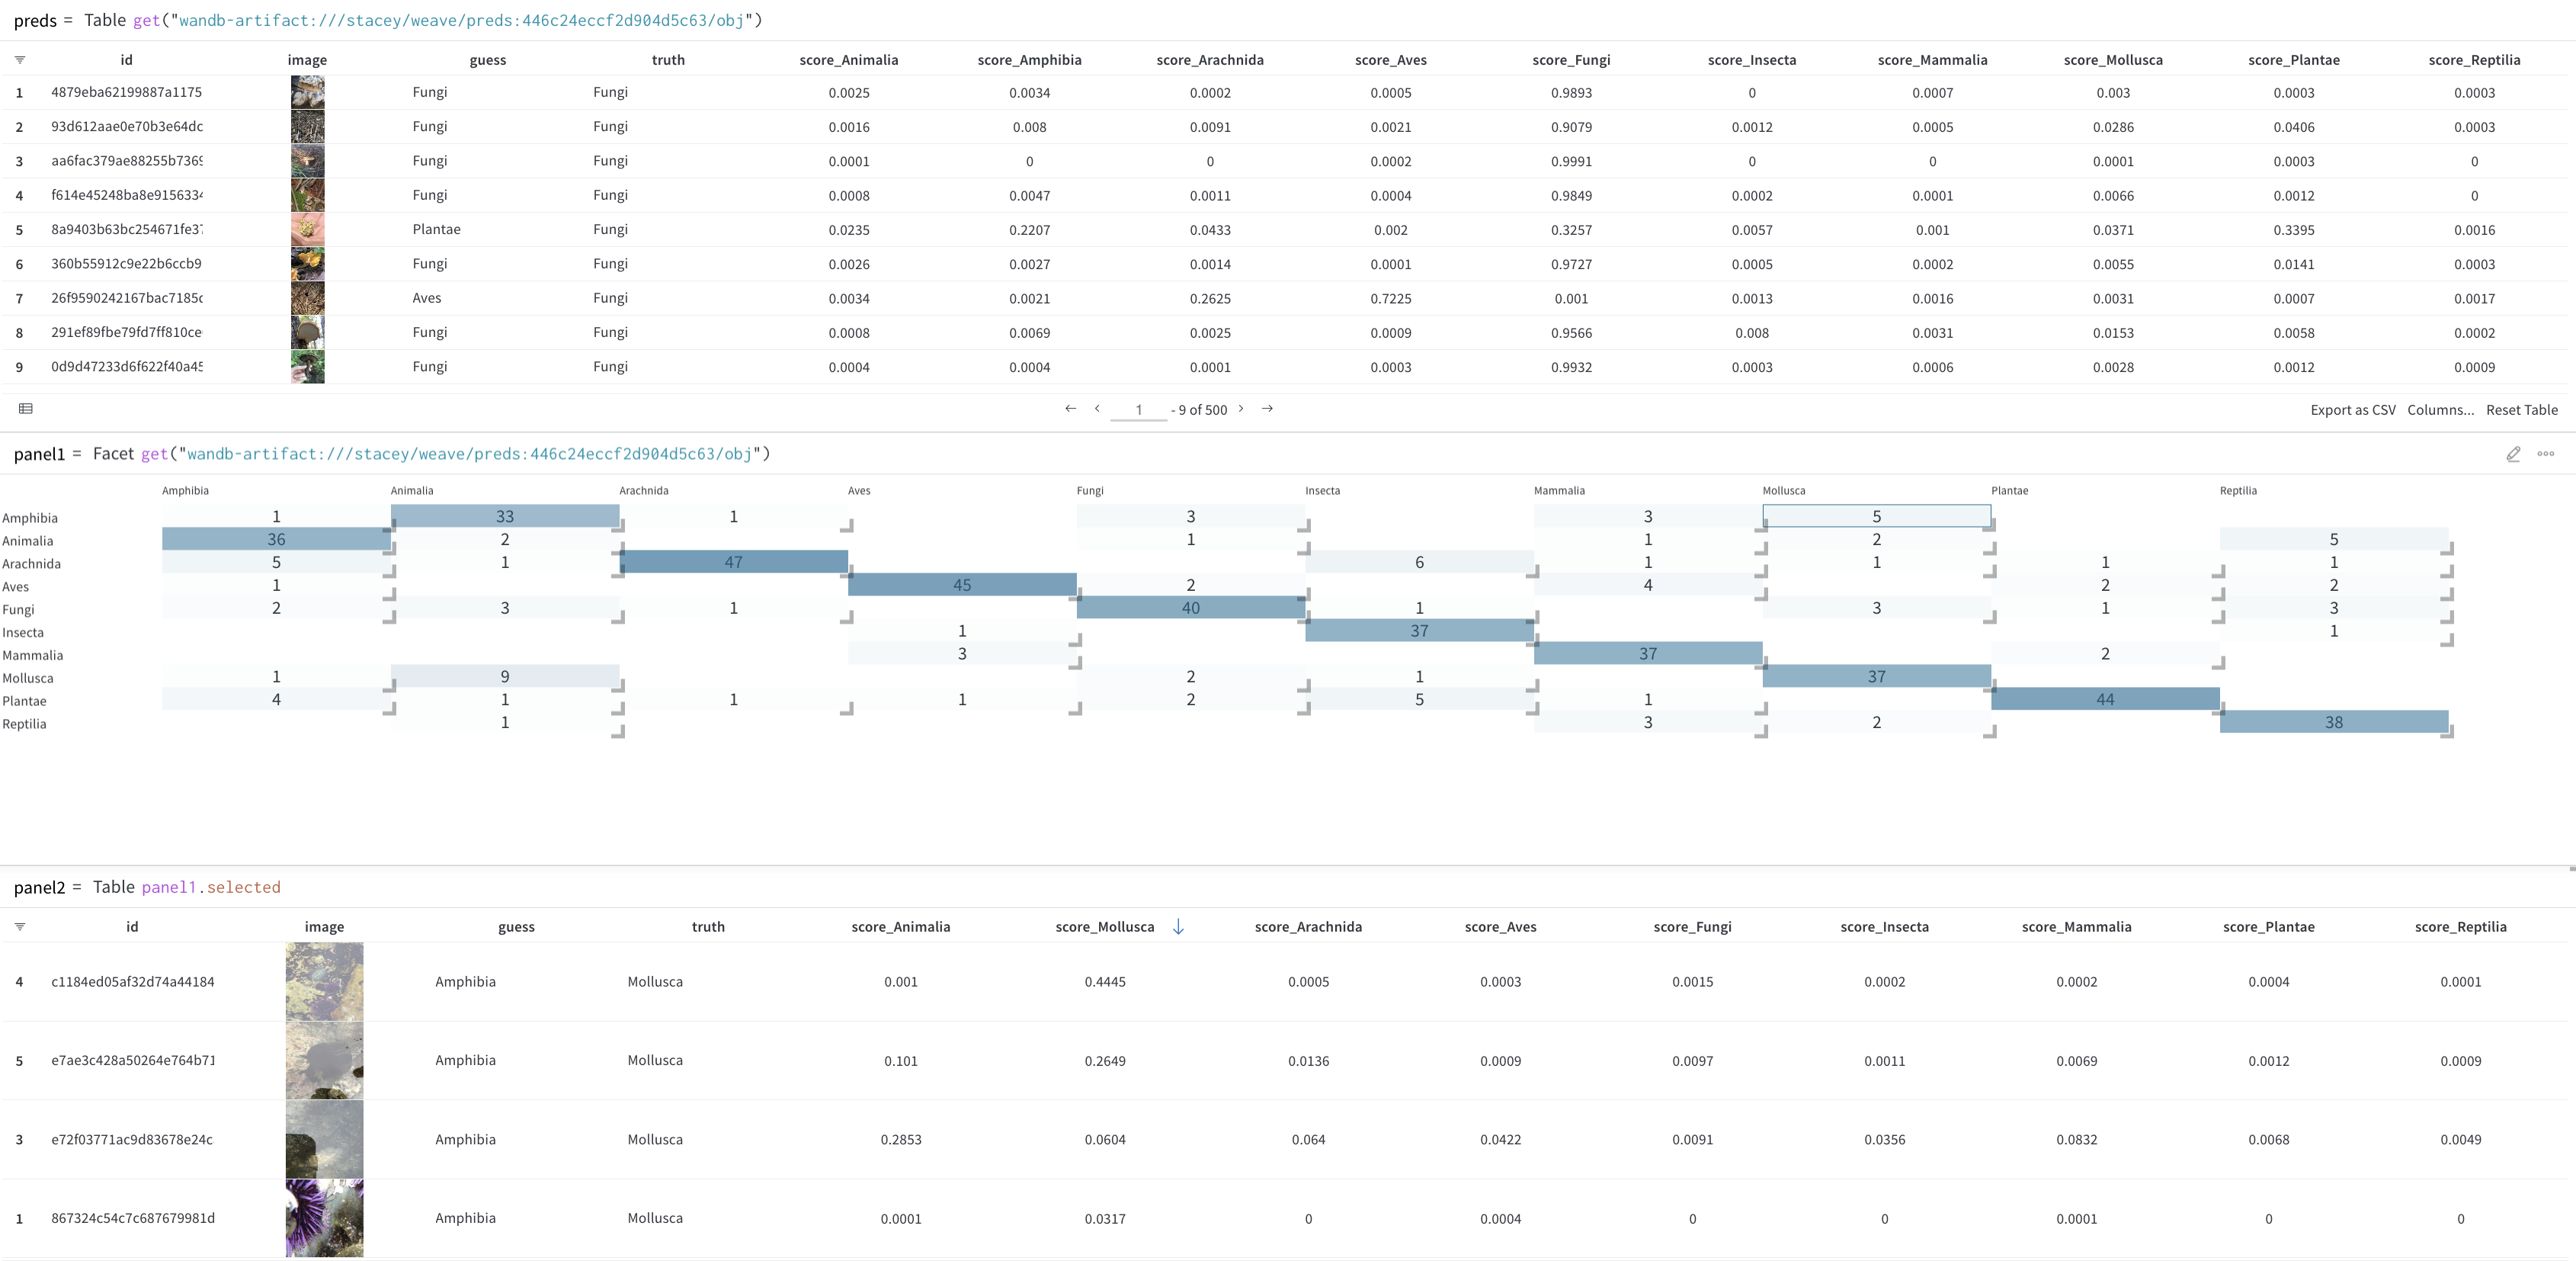 preds = Table get("wandb-artifact:///stacey/weave/preds:446c24eccf2d904d5c63/obj")
id image guess truth score_Animalia score_Amphibia score_Arachnida score_Aves score_Fungi score_Insecta score_Mammalia score_Mollusca score_Plantae score_Reptilia
1 4879eba62199887a1175 Fungi Fungi 0.0025 0.0034 0.0002 0.0005 0.9893 0 0.0007 0.003 0.0003 0.0003
2 93d612aae0e70b3e64dc Fungi Fungi 0.0016 0.008 0.0091 0.0021 0.9079 0.0012 0.0005 0.0286 0.0406 0.0003
3 aa6fac379ae88255b7369 Fungi Fungi 0.0001 0 0 0.0002 0.9991 0 0 0.0001 0.0003 0
4 f614e45248ba8e9156334 Fungi Fungi 0.0008 0.0047 0.0011 0.0004 0.9849 0.0002 0.0001 0.0066 0.0012 0
5 8a9403b63bc254671fe37 Plantae Fungi 0.0235 0.2207 0.0433 0.002 0.3257 0.0057 0.001 0.0371 0.3395 0.0016
6 360b55912c9e22b6ccb9 Fungi Fungi 0.0026 0.0027 0.0014 0.0001 0.9727 0.0005 0.0002 0.0055 0.0141 0.0003
7 26f9590242167bac7185c Aves Fungi 0.0034 0.0021 0.2625 0.7225 0.001 0.0013 0.0016 0.0031 0.0007 0.0017
8 291ef89fbe79fd7ff810ce Fungi Fungi 0.0008 0.0069 0.0025 0.0009 0.9566 0.008 0.0031 0.0153 0.0058 0.0002
9 0d9d47233d6f622f40a45 Fungi Fungi 0.0004 0.0004 0.0001 0.0003 0.9932 0.0003 0.0006 0.0028 0.0012 0.0009
1 - 9 of 500 Export as CSV Columns... Reset Table
panel1 = Facet get("wandb-artifact:///stacey/weave/preds:446c24eccf2d904d5c63/obj")
Amphibia Animalia Arachnida Aves Fungi Insecta Mammalia Mollusca Plantae Reptilia
Amphibia 1 33 1 3 3 5
Animalia 36 2 1 1 2 5
Arachnida 5 1 47 6 1 1 1 1
Aves 1 45 2 4 2 2
Fungi 2 3 1 40 1 3 1 3
Insecta 1 37 1
Mammalia 3 37 2
Mollusca 1 9 2 1 37
Plantae 4 1 1 1 2 5 1 44
Reptilia 1 3 2 38
panel2 = Table panel1.selected
id image guess truth score_Animalia score_Mollusca score_Arachnida score_Aves score_Fungi score_Insecta score_Mammalia score_Plantae score_Reptilia
4 c1184ed05af32d74a44184 Amphibia Mollusca 0.001 0.4445 0.0005 0.0003 0.0015 0.0002 0.0002 0.0004 0.0001
5 e7ae3c428a50264e764b71 Amphibia Mollusca 0.101 0.2649 0.0136 0.0009 0.0097 0.0011 0.0069 0.0012 0.0009
3 e72f03771ac9d83678e24c Amphibia Mollusca 0.2853 0.0604 0.064 0.0422 0.0091 0.0356 0.0832 0.0068 0.0049
1 867324c54c7c687679981d Amphibia Mollusca 0.0001 0.0317 0 0.0004 0 0 0.0001 0 0